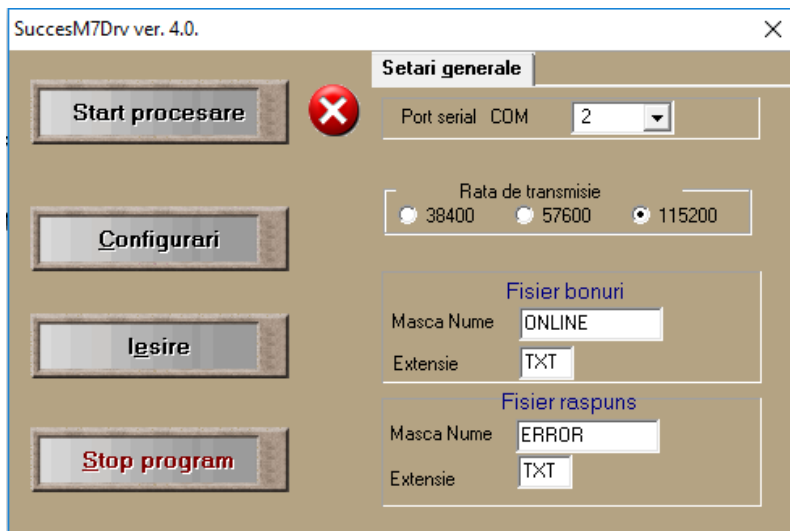 SuccesM7Drv ver. 4.0.
Start procesare
Configurari
Iesire
Stop program
Setari generale
Port serial COM 2
Rata de transmisie
38400 57600 115200
Fisier bonuri
Masca Nume ONLINE
Extensie TXT
Fisier raspuns
Masca Nume ERROR
Extensie TXT